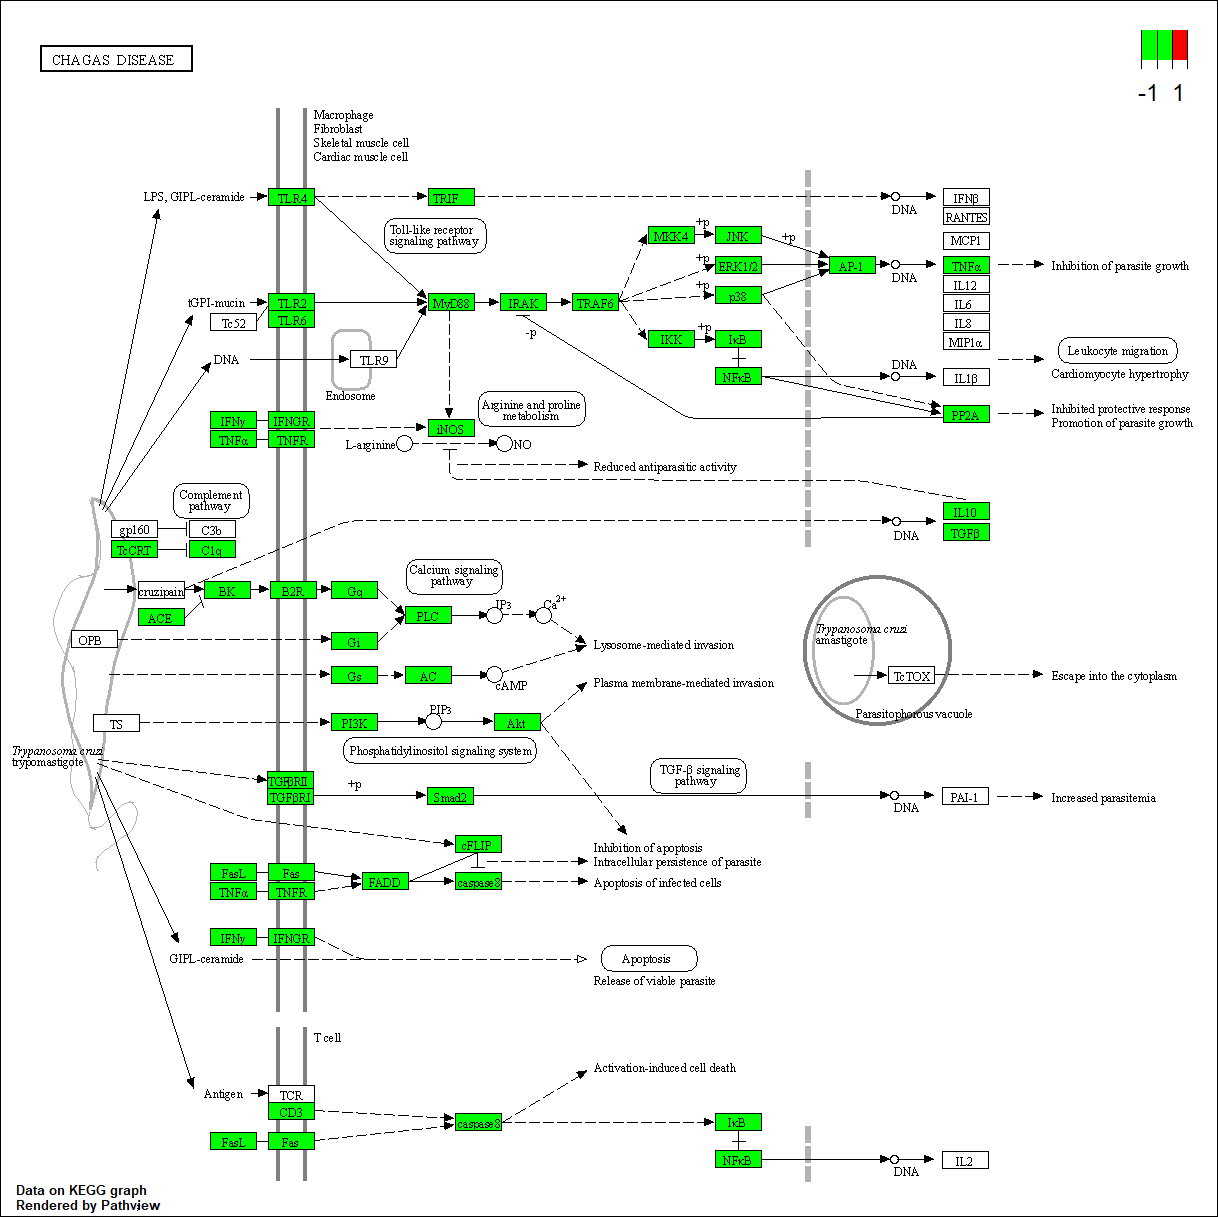 CHAGAS DISEASE
-1 1
Macrophage
Fibroblast
Skeletal muscle cell
Cardiac muscle cell
LPS, GIPL-ceramide
TLR4
TRIF
DNA
IFNβ
RANTES
Toll-like receptor
signaling pathway
MKK4
+p
JNK
+p
MCP1
+p
ERK1/2
AP-1
DNA
TNFα
Inhibition of parasite growth
tGPI-mucin
TLR2
MyD88
IRAK
TRAF6
+p
p38
IL12
Tc52
TLR6
IL6
-p
IL8
+p
IKK
IκB
MIP1α
DNA
TLR9
DNA
Leukocyte migration
NFκB
IL1β
Cardiomyocyte hypertrophy
Endosome
Arginine and proline
metabolism
IFNγ
IFNGR
PP2A
Inhibited protective response
Promotion of parasite growth
TNFα
TNFR
iNOS
L-arginine
NO
Reduced antiparasitic activity
Complement
pathway
gp160
C3b
IL10
TcCRT
C1q
DNA
TGFβ
Calcium signaling
pathway
cruzipain
BK
B2R
Gq
IP3
Ca2+
ACE
PLC
OPB
Gi
Lysosome-mediated invasion
Trypanosoma cruzi
amastigote
Gs
AC
cAMP
TcTOX
Escape into the cytoplasm
Plasma membrane-mediated invasion
Parasitophorous vacuole
TS
PI3K
PIP3
Akt
Phosphatidylinositol signaling system
Trypanosoma cruzi
trypomastigote
TGFβRII
TGFβRI
+p
Smad2
TGF-β signaling
pathway
DNA
PAI-1
Increased parasitemia
cFLIP
Inhibition of apoptosis
Intracellular persistence of parasite
FasL
Fas
FADD
caspase8
Apoptosis of infected cells
TNFα
TNFR
IFNγ
IFNGR
GIPL-ceramide
Apoptosis
Release of viable parasite
T cell
Activation-induced cell death
Antigen
TCR
CD3
caspase8
IκB
FasL
Fas
NFκB
DNA
IL2
Data on KEGG graph
Rendered by Pathview